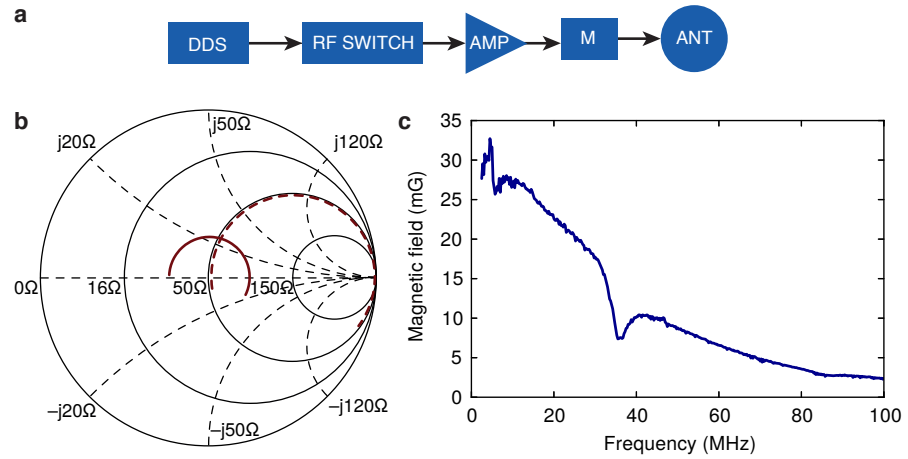 a
DDS
RF SWITCH
AMP
M
ANT
b
j20Ω
j50Ω
j120Ω
0Ω
16Ω
50Ω
150Ω
–j20Ω
–j50Ω
–j120Ω
c
Magnetic field (mG)
35
30
25
20
15
10
5
0
0
20
40
60
80
100
Frequency (MHz)